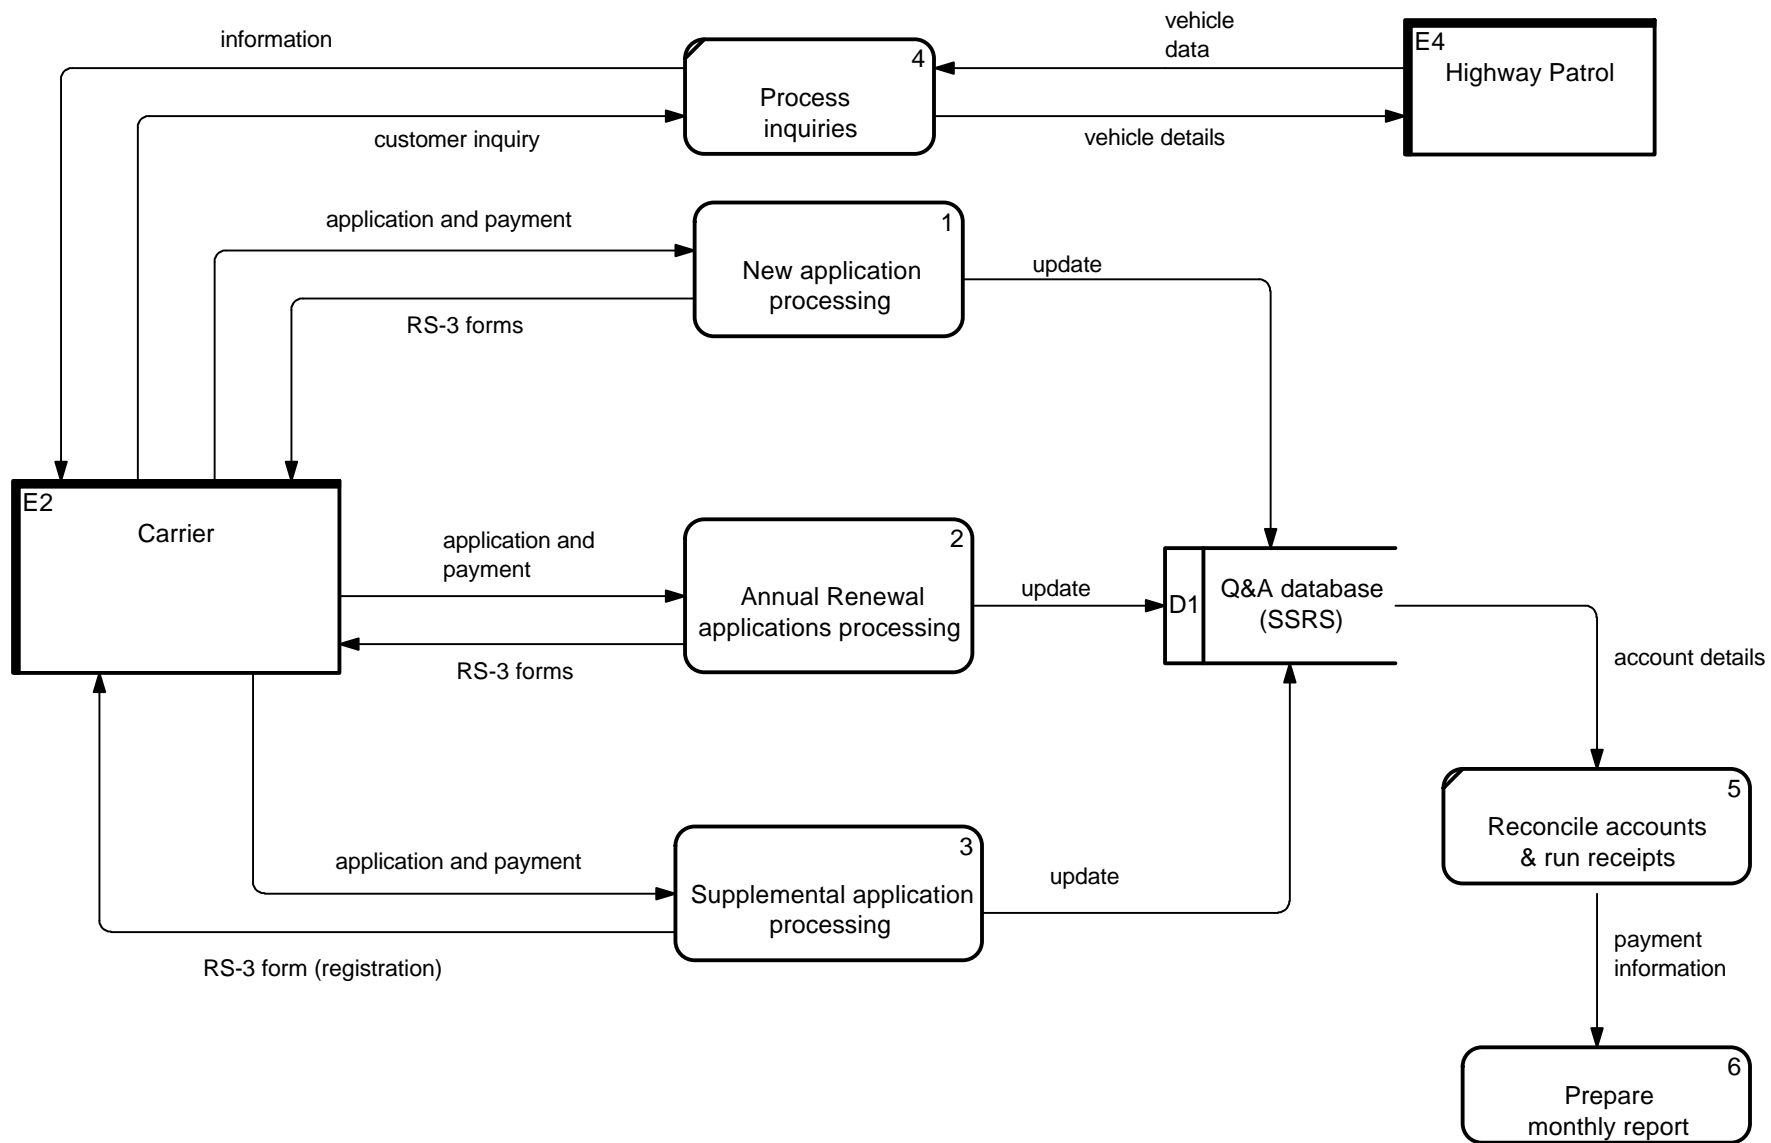 information
vehicle
data
E4
Highway Patrol
4
Process
inquiries
customer inquiry
vehicle details
application and payment
1
New application
processing
update
RS-3 forms
E2
Carrier
application and
payment
2
Annual Renewal
applications processing
update
D1
Q&A database
(SSRS)
RS-3 forms
account details
5
Reconcile accounts
& run receipts
application and payment
3
Supplemental application
processing
update
RS-3 form (registration)
payment
information
6
Prepare
monthly report